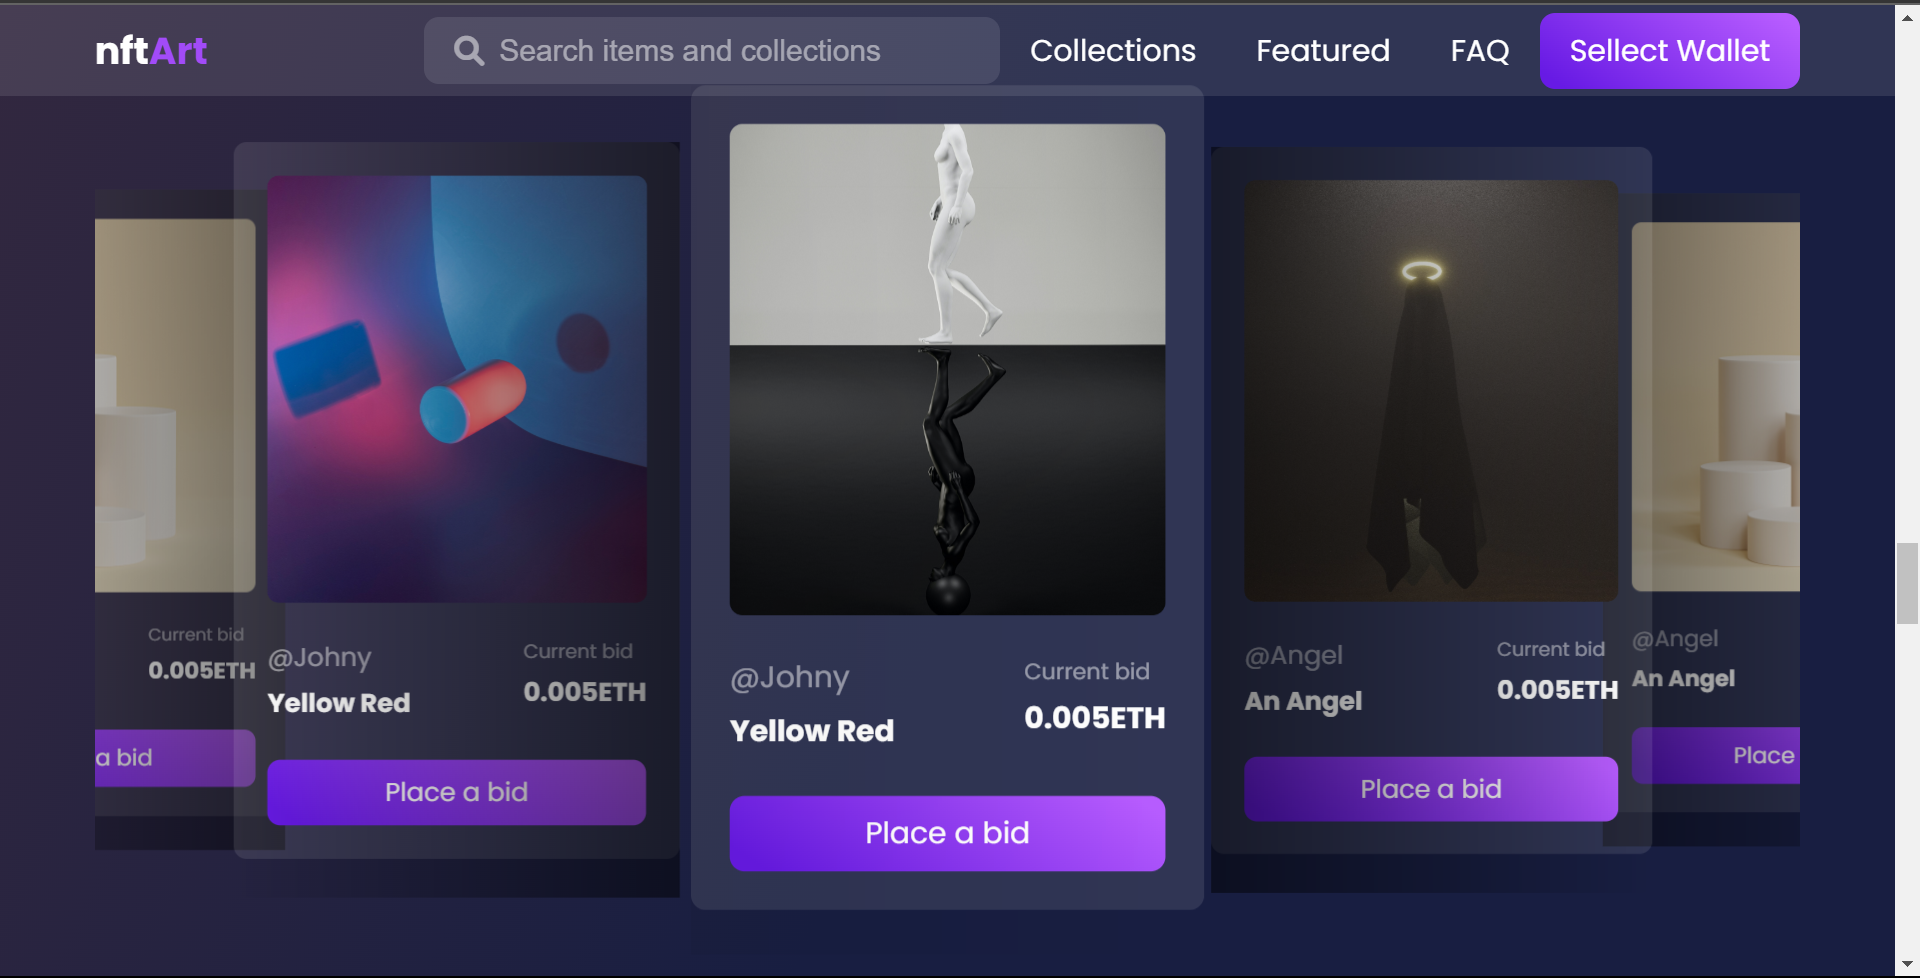 nftArt
Search items and collections
Collections
Featured
FAQ
Sellect Wallet
Current bid
0.005ETH
a bid
@Johny
Yellow Red
Current bid
0.005ETH
Place a bid
@Johny
Yellow Red
Current bid
0.005ETH
Place a bid
@Angel
An Angel
Current bid
0.005ETH
Place a bid
@Angel
An Angel
Place